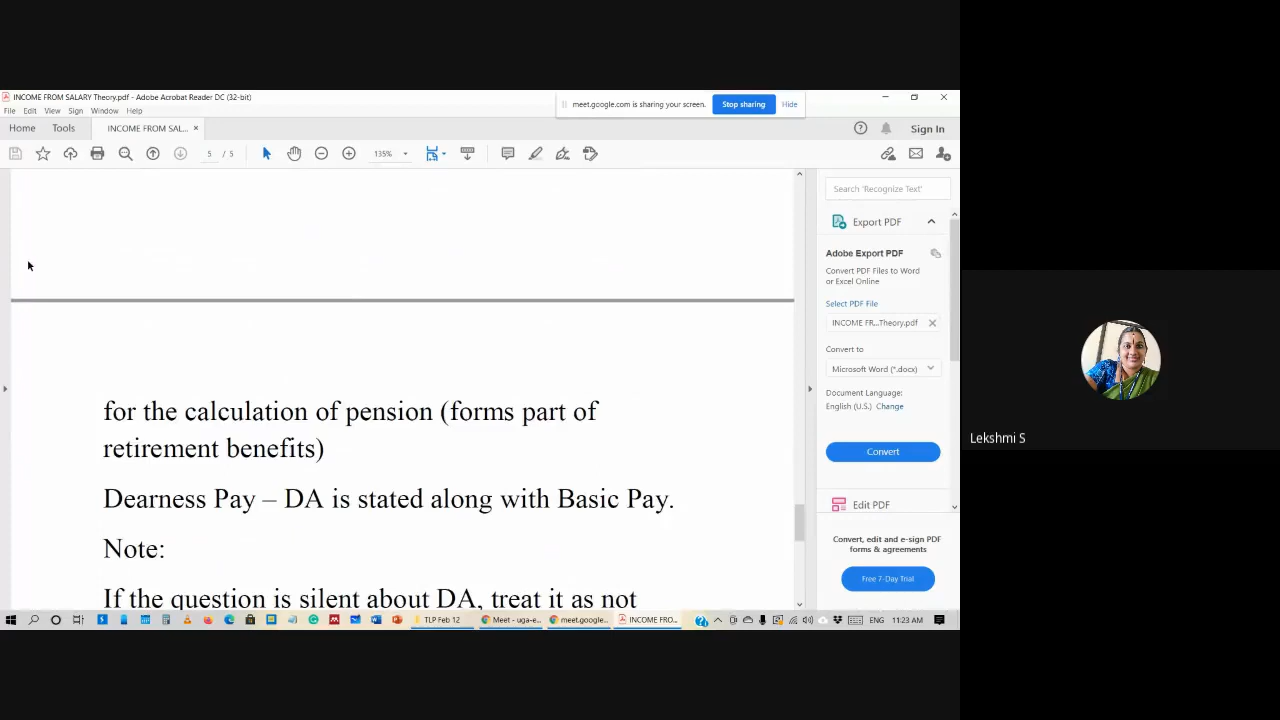 INCOME FROM SALARY Theory.pdf - Adobe Acrobat Reader DC (32-bit)
meet.google.com is sharing your screen. Stop sharing Hide
File Edit View Sign Window Help
Home Tools INCOME FROM SAL... × Sign In
5 / 5 135%
Search 'Recognize Text'
Export PDF
Adobe Export PDF
Convert PDF Files to Word
or Excel Online
Select PDF File
INCOME FR...Theory.pdf
Convert to
Microsoft Word (*.docx)
Document Language:
English (U.S.) Change
Convert
Edit PDF
Convert, edit and e-sign PDF
forms & agreements
Free 7-Day Trial
for the calculation of pension (forms part of
retirement benefits)
Dearness Pay – DA is stated along with Basic Pay.
Note:
If the question is silent about DA, treat it as not
TLP Feb 12 Meet - uga-e... meet.google... INCOME FRO... ENG 11:23 AM
Lekshmi S